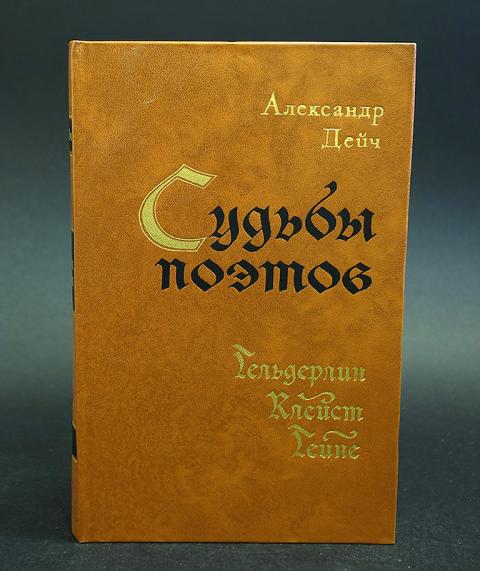 Александр
Дейч
Судьбы
поэтов
Гельдерлин
Клейст
Гейне